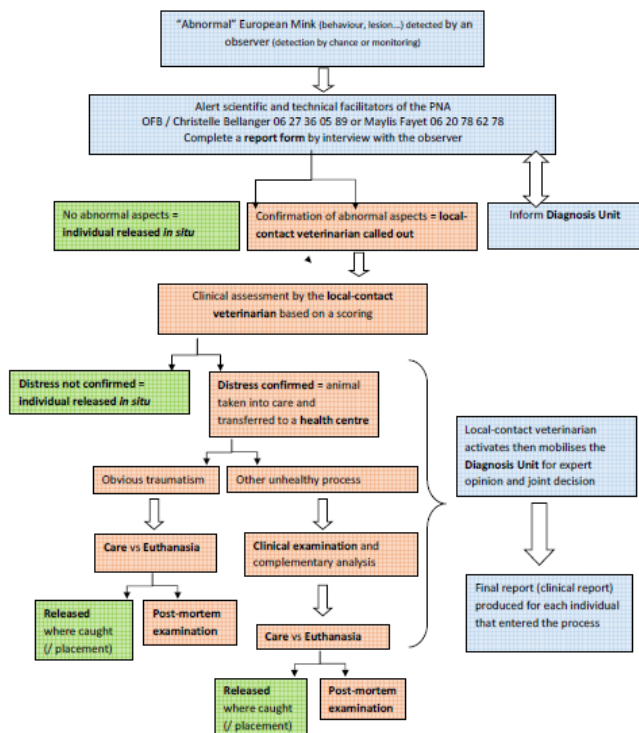 "Abnormal" European Mink (behaviour, lesion...) detected by an
observer (detection by chance or monitoring)
Alert scientific and technical facilitators of the PNA
OFB / Christelle Bellanger 06 27 36 05 89 or Maylis Fayet 06 20 78 62 78
Complete a report form by interview with the observer
No abnormal aspects =
individual released in situ
Confirmation of abnormal aspects = local-
contact veterinarian called out
Inform Diagnosis Unit
Clinical assessment by the local-contact
veterinarian based on a scoring
Distress not confirmed =
individual released in situ
Distress confirmed = animal
taken into care and
transferred to a health centre
Local-contact veterinarian
activates then mobilises the
Diagnosis Unit for expert
opinion and joint decision
Obvious traumatism
Other unhealthy process
Care vs Euthanasia
Clinical examination and
complementary analysis
Final report (clinical report)
produced for each individual
that entered the process
Released
where caught
(/ placement)
Post-mortem
examination
Care vs Euthanasia
Released
where caught
(/ placement)
Post-mortem
examination